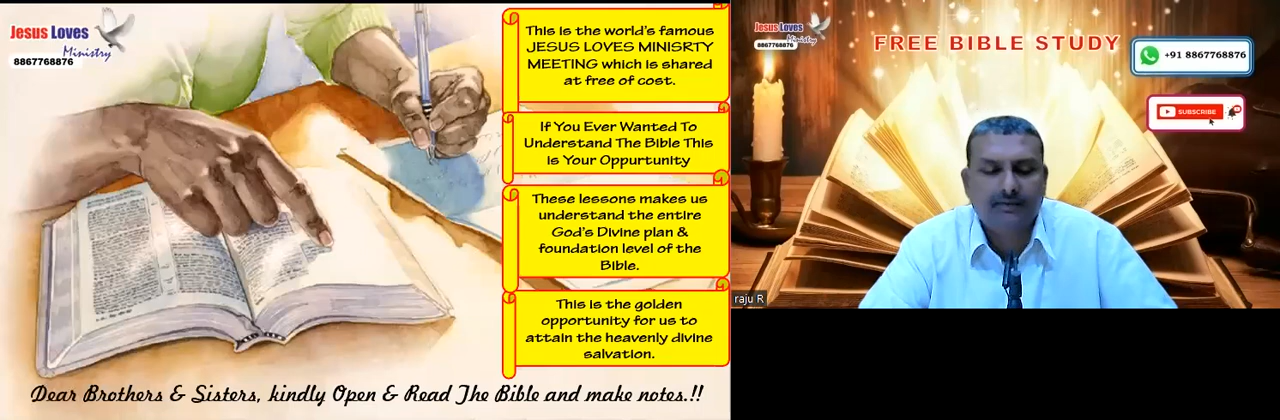 Jesus Loves
Ministry
8867768876
This is the world's famous
JESUS LOVES MINISRTY
MEETING which is shared
at free of cost.
If You Ever Wanted To
Understand The Bible This
is Your Oppurtunity
These lessons makes us
understand the entire
God's Divine plan &
foundation level of the
Bible.
This is the golden
opportunity for us to
attain the heavenly divine
salvation.
Dear Brothers & Sisters, kindly Open & Read The Bible and make notes.!!
Jesus Loves
Ministry
8867768876
FREE BIBLE STUDY
+91 8867768876
SUBSCRIBE
raju R